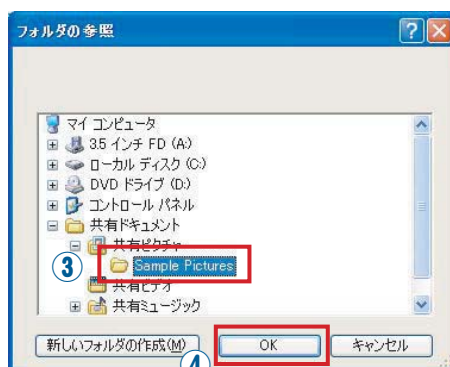 フォルダの参照
マイ コンピュータ
3.5 インチ FD (A:)
ローカル ディスク (C:)
DVD ドライブ (D:)
コントロール パネル
共有ドキュメント
共有ピクチャ
③ Sample Pictures
共有ビデオ
共有ミュージック
新しいフォルダの作成(M) OK キャンセル
④